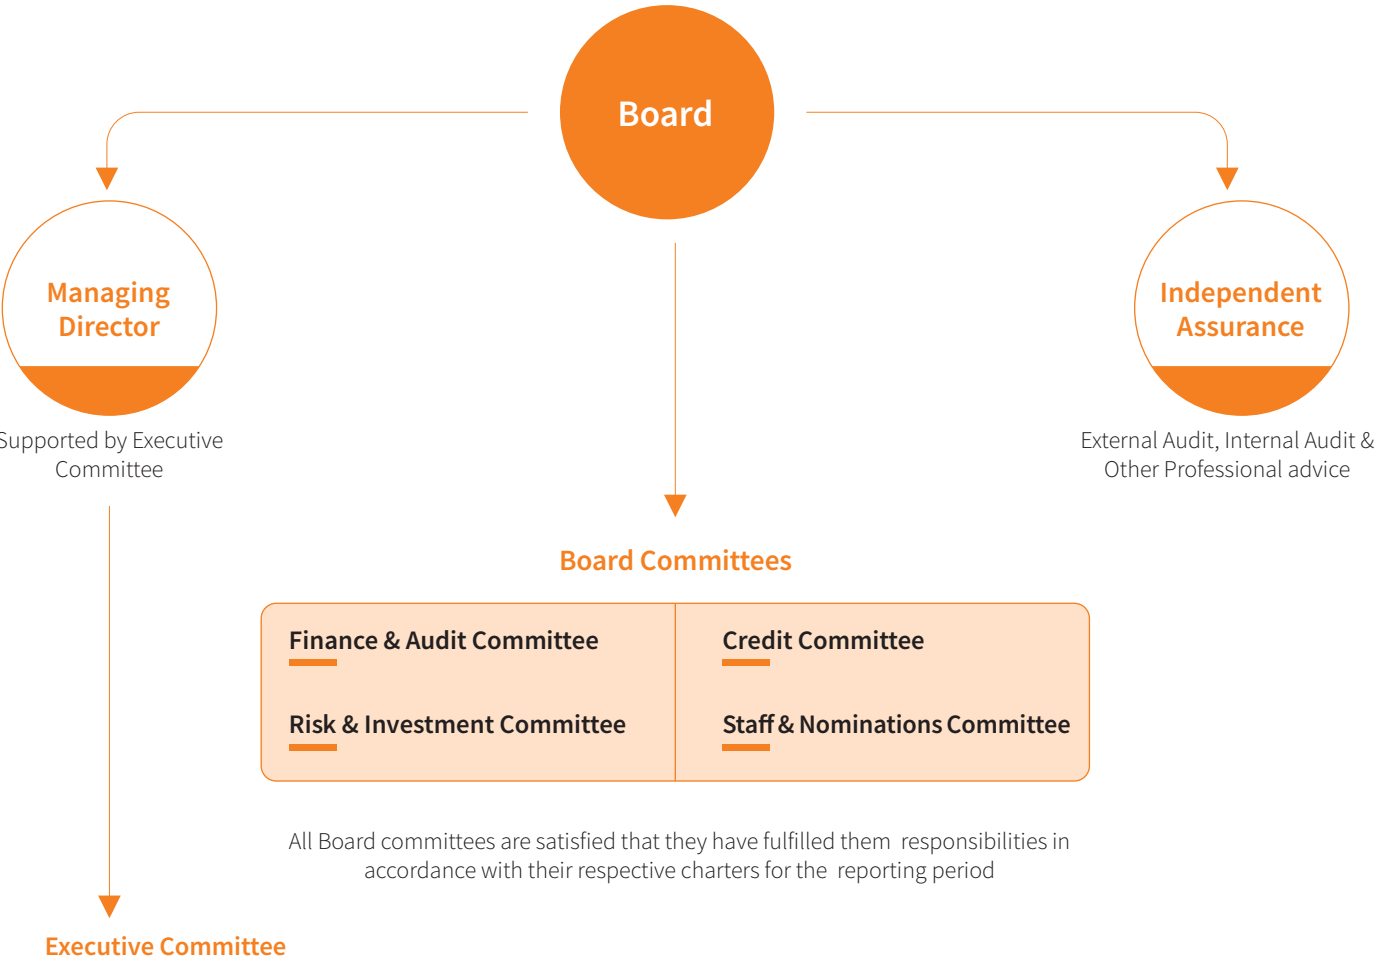 Board
Managing
Director
Supported by Executive
Committee
Independent
Assurance
External Audit, Internal Audit &
Other Professional advice
Board Committees
Finance & Audit Committee
Credit Committee
Risk & Investment Committee
Staff & Nominations Committee
All Board committees are satisfied that they have fulfilled them responsibilities in
accordance with their respective charters for the reporting period
Executive Committee